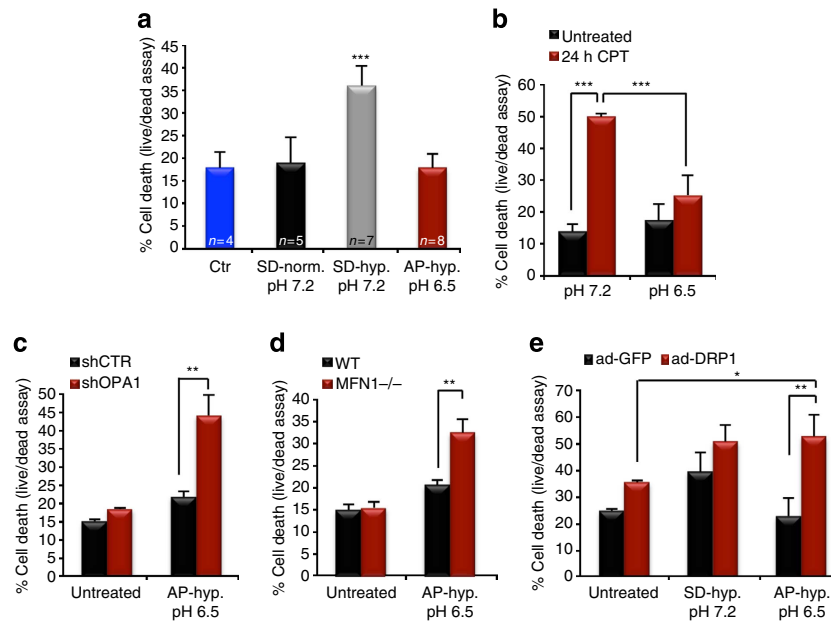 a
% Cell death (live/dead assay)
45
40
35
30
25
20
15
10
5
0
***
n=4
n=5
n=7
n=8
Ctr
SD-norm.
pH 7.2
SD-hyp.
pH 7.2
AP-hyp.
pH 6.5
b
Untreated
24 h CPT
% Cell death (live/dead assay)
60
50
40
30
20
10
0
***
***
pH 7.2
pH 6.5
c
shCTR
shOPA1
% Cell death (live/dead assay)
50
45
40
35
30
25
20
15
10
5
0
**
Untreated
AP-hyp.
pH 6.5
d
WT
MFN1–/–
% Cell death (live/dead assay)
40
35
30
25
20
15
10
5
0
**
Untreated
AP-hyp.
pH 6.5
e
ad-GFP
ad-DRP1
% Cell death (live/dead assay)
70
60
50
40
30
20
10
0
*
**
Untreated
SD-hyp.
pH 7.2
AP-hyp.
pH 6.5